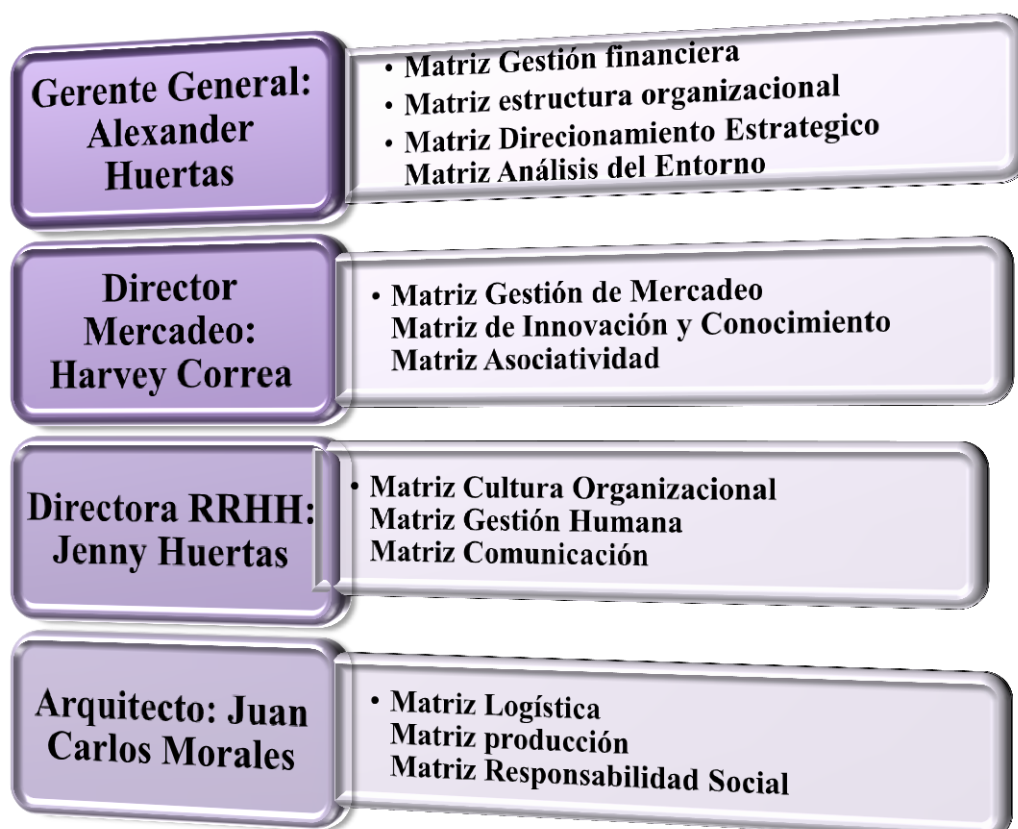 Gerente General:
Alexander
Huertas
• Matriz Gestión financiera
• Matriz estructura organizacional
• Matriz Direcionamiento Estrategico
Matriz Análisis del Entorno
Director
Mercadeo:
Harvey Correa
• Matriz Gestión de Mercadeo
Matriz de Innovación y Conocimiento
Matriz Asociatividad
Directora RRHH:
Jenny Huertas
• Matriz Cultura Organizacional
Matriz Gestión Humana
Matriz Comunicación
Arquitecto: Juan
Carlos Morales
• Matriz Logística
Matriz producción
Matriz Responsabilidad Social